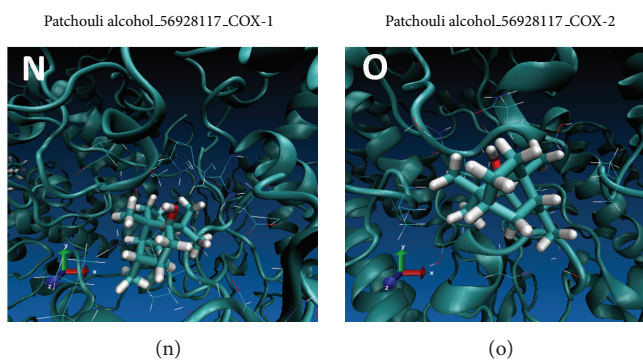 Patchouli alcohol_56928117_COX-1
Patchouli alcohol_56928117_COX-2
N
O
y
z
y
x
z
(n)
(o)